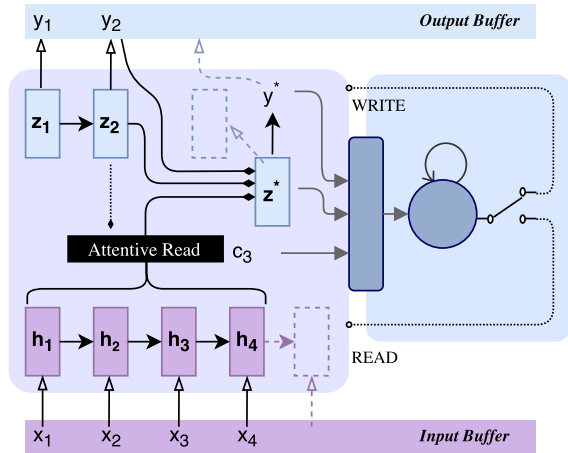 y1 y2 Output Buffer
y*
WRITE
z1 z2
z*
Attentive Read c3
h1 h2 h3 h4
READ
x1 x2 x3 x4 Input Buffer